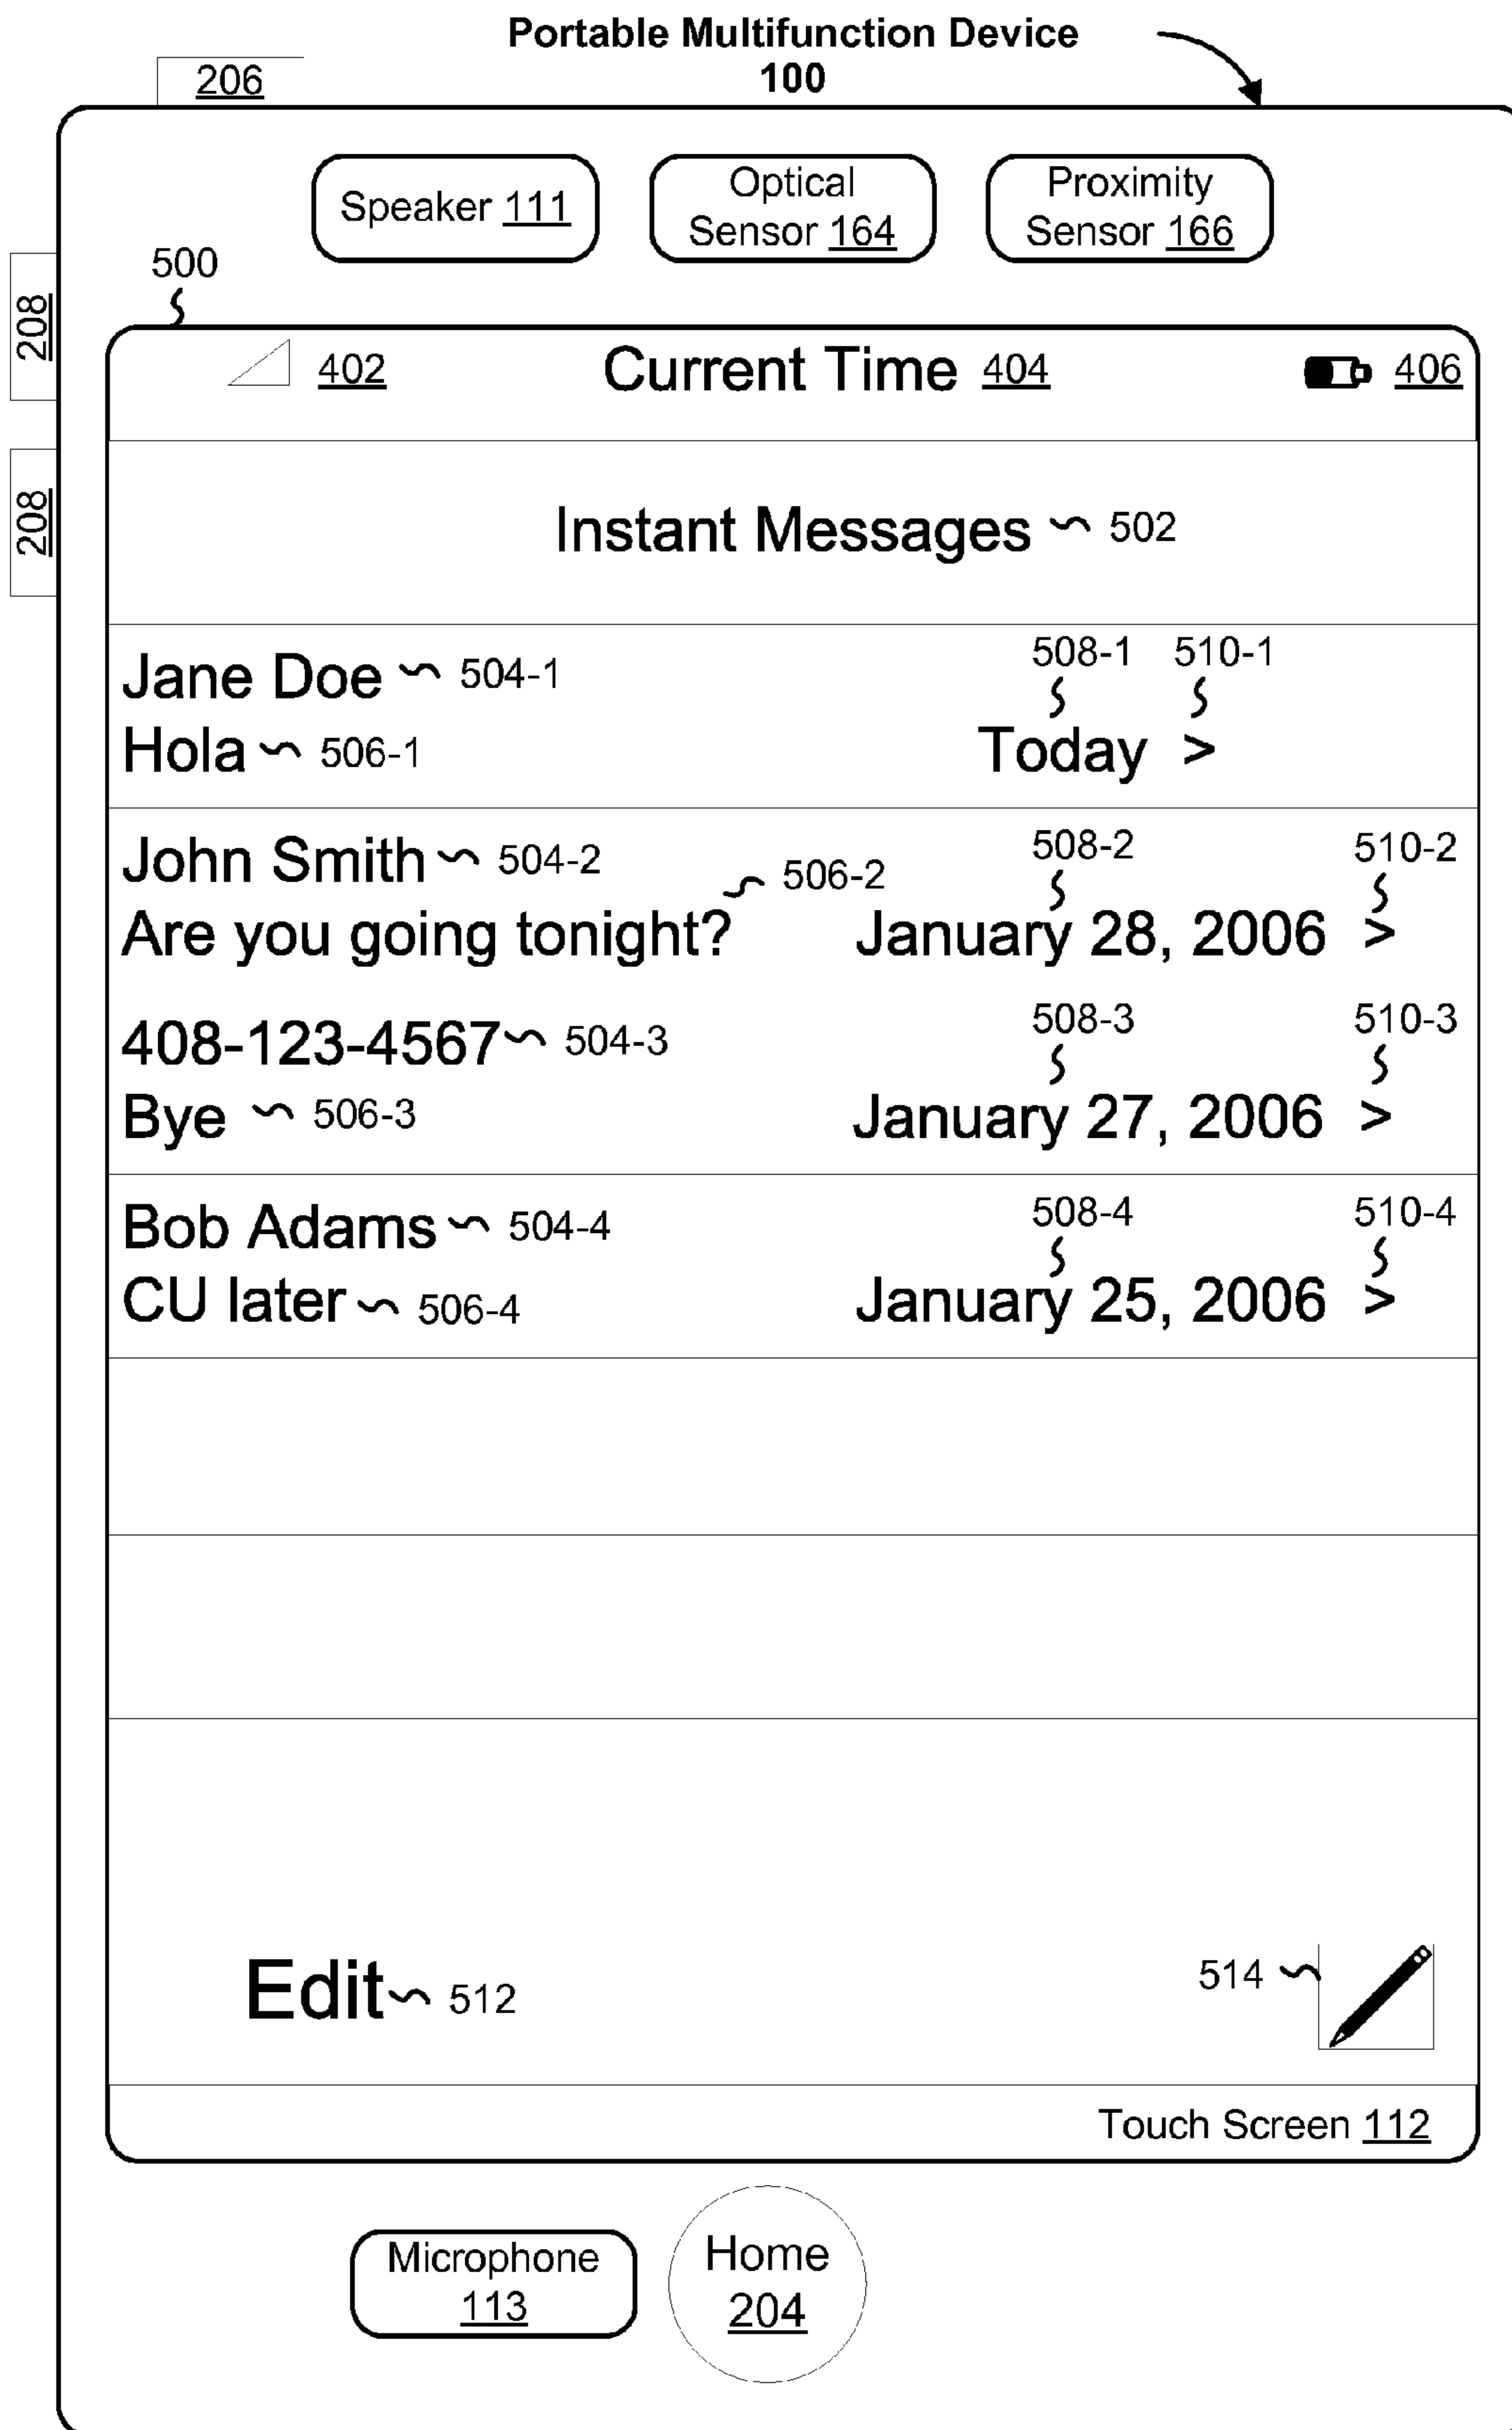 Portable Multifunction Device
100
206
Speaker 111
Optical
Sensor 164
Proximity
Sensor 166
500
208
208
402
Current Time 404
406
Instant Messages 502
508-1 510-1
Jane Doe 504-1
Hola 506-1
Today >
508-2
510-2
John Smith 504-2
506-2
Are you going tonight?
January 28, 2006 >
508-3
510-3
408-123-4567 504-3
Bye 506-3
January 27, 2006 >
508-4
510-4
Bob Adams 504-4
CU later 506-4
January 25, 2006 >
Edit 512
514
Touch Screen 112
Microphone
113
Home
204